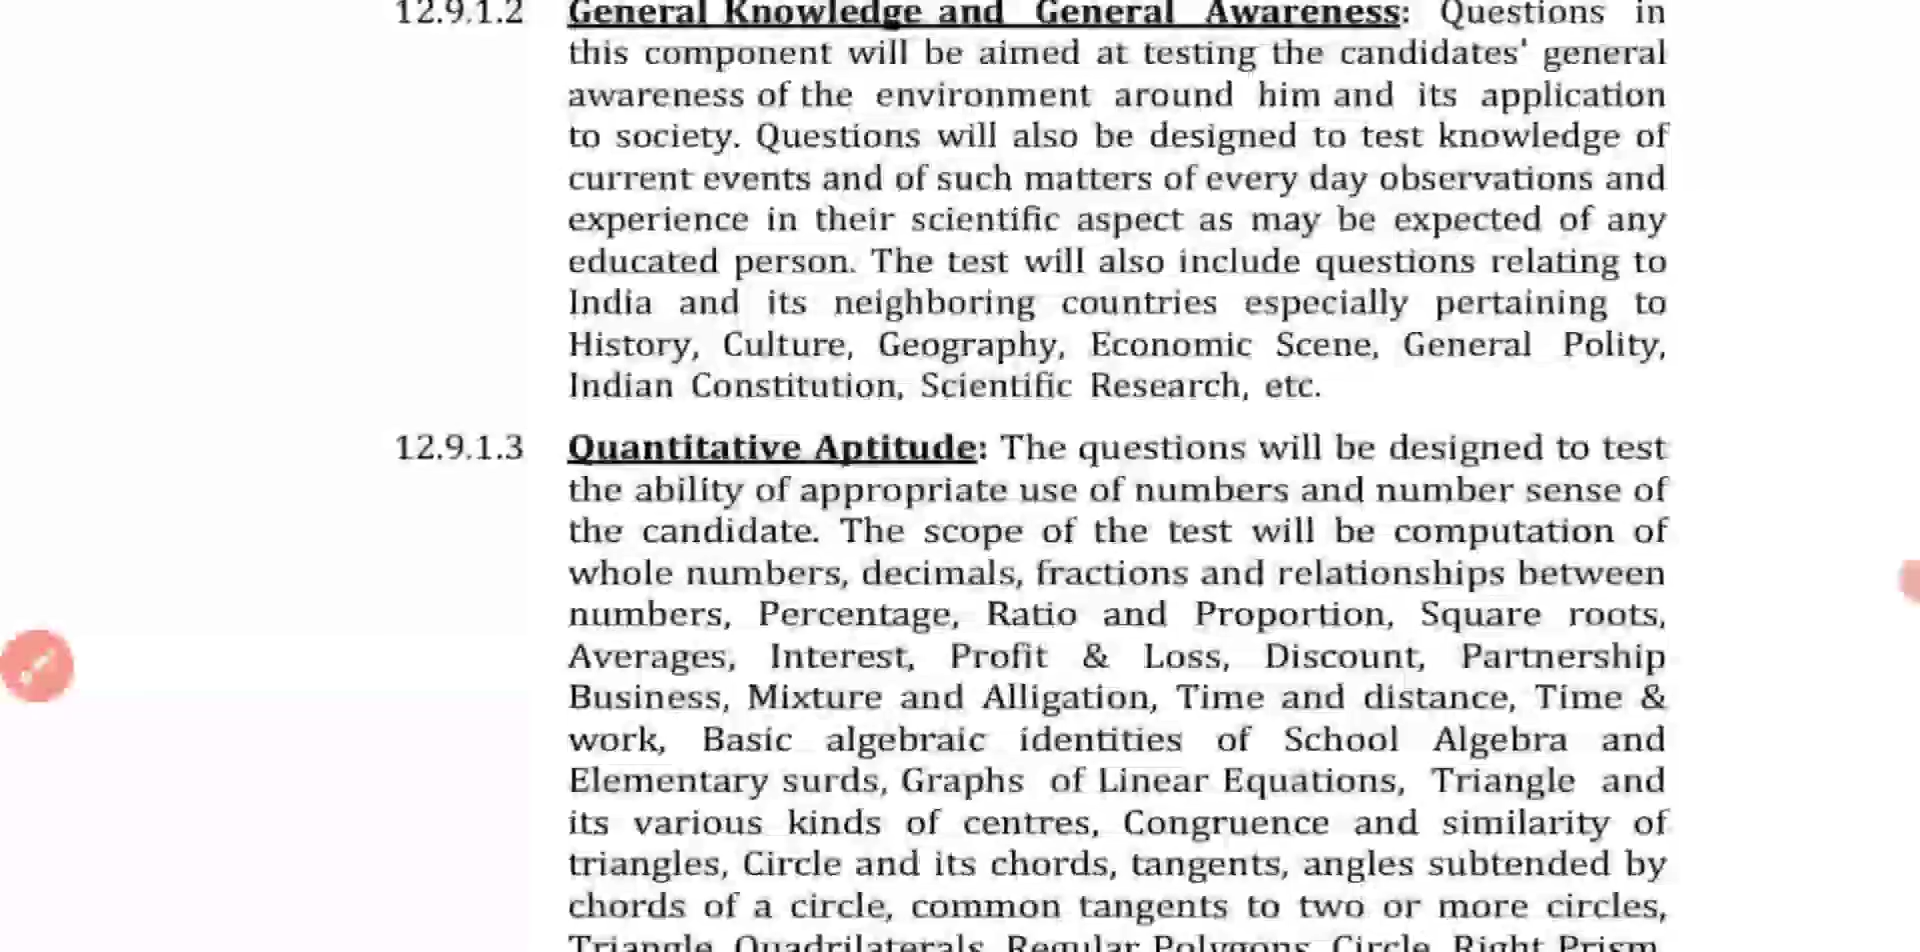 12.9.1.2 General Knowledge and General Awareness: Questions in
this component will be aimed at testing the candidates' general
awareness of the environment around him and its application
to society. Questions will also be designed to test knowledge of
current events and of such matters of every day observations and
experience in their scientific aspect as may be expected of any
educated person. The test will also include questions relating to
India and its neighboring countries especially pertaining to
History, Culture, Geography, Economic Scene, General Polity,
Indian Constitution, Scientific Research, etc.
12.9.1.3 Quantitative Aptitude: The questions will be designed to test
the ability of appropriate use of numbers and number sense of
the candidate. The scope of the test will be computation of
whole numbers, decimals, fractions and relationships between
numbers, Percentage, Ratio and Proportion, Square roots,
Averages, Interest, Profit & Loss, Discount, Partnership
Business, Mixture and Alligation, Time and distance, Time &
work, Basic algebraic identities of School Algebra and
Elementary surds, Graphs of Linear Equations, Triangle and
its various kinds of centres, Congruence and similarity of
triangles, Circle and its chords, tangents, angles subtended by
chords of a circle, common tangents to two or more circles,
Triangle, Quadrilaterals, Regular Polygons, Circle, Right Prism,